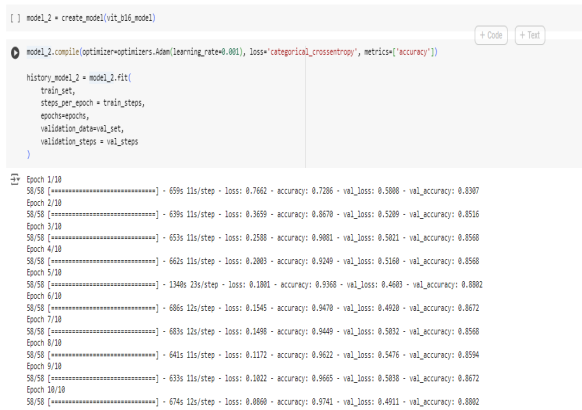 [ ] model_2 = create_model(vit_b16_model)
+ Code + Text
model_2.compile(optimizer=optimizers.Adam(learning_rate=0.001), loss='categorical_crossentropy', metrics=['accuracy'])
history_model_2 = model_2.fit(
train_set,
steps_per_epoch = train_steps,
epochs=epochs,
validation_data=val_set,
validation_steps = val_steps
)
Epoch 1/10
58/58 [==============================] - 659s 11s/step - loss: 0.7662 - accuracy: 0.7286 - val_loss: 0.5808 - val_accuracy: 0.8307
Epoch 2/10
58/58 [==============================] - 639s 11s/step - loss: 0.3659 - accuracy: 0.8670 - val_loss: 0.5209 - val_accuracy: 0.8516
Epoch 3/10
58/58 [==============================] - 653s 11s/step - loss: 0.2588 - accuracy: 0.9081 - val_loss: 0.5021 - val_accuracy: 0.8568
Epoch 4/10
58/58 [==============================] - 662s 11s/step - loss: 0.2003 - accuracy: 0.9249 - val_loss: 0.5160 - val_accuracy: 0.8568
Epoch 5/10
58/58 [==============================] - 1340s 23s/step - loss: 0.1801 - accuracy: 0.9368 - val_loss: 0.4603 - val_accuracy: 0.8802
Epoch 6/10
58/58 [==============================] - 686s 12s/step - loss: 0.1545 - accuracy: 0.9470 - val_loss: 0.4920 - val_accuracy: 0.8672
Epoch 7/10
58/58 [==============================] - 683s 12s/step - loss: 0.1498 - accuracy: 0.9449 - val_loss: 0.5032 - val_accuracy: 0.8568
Epoch 8/10
58/58 [==============================] - 641s 11s/step - loss: 0.1172 - accuracy: 0.9622 - val_loss: 0.5476 - val_accuracy: 0.8594
Epoch 9/10
58/58 [==============================] - 633s 11s/step - loss: 0.1022 - accuracy: 0.9665 - val_loss: 0.5038 - val_accuracy: 0.8672
Epoch 10/10
58/58 [==============================] - 674s 12s/step - loss: 0.0860 - accuracy: 0.9741 - val_loss: 0.4911 - val_accuracy: 0.8802